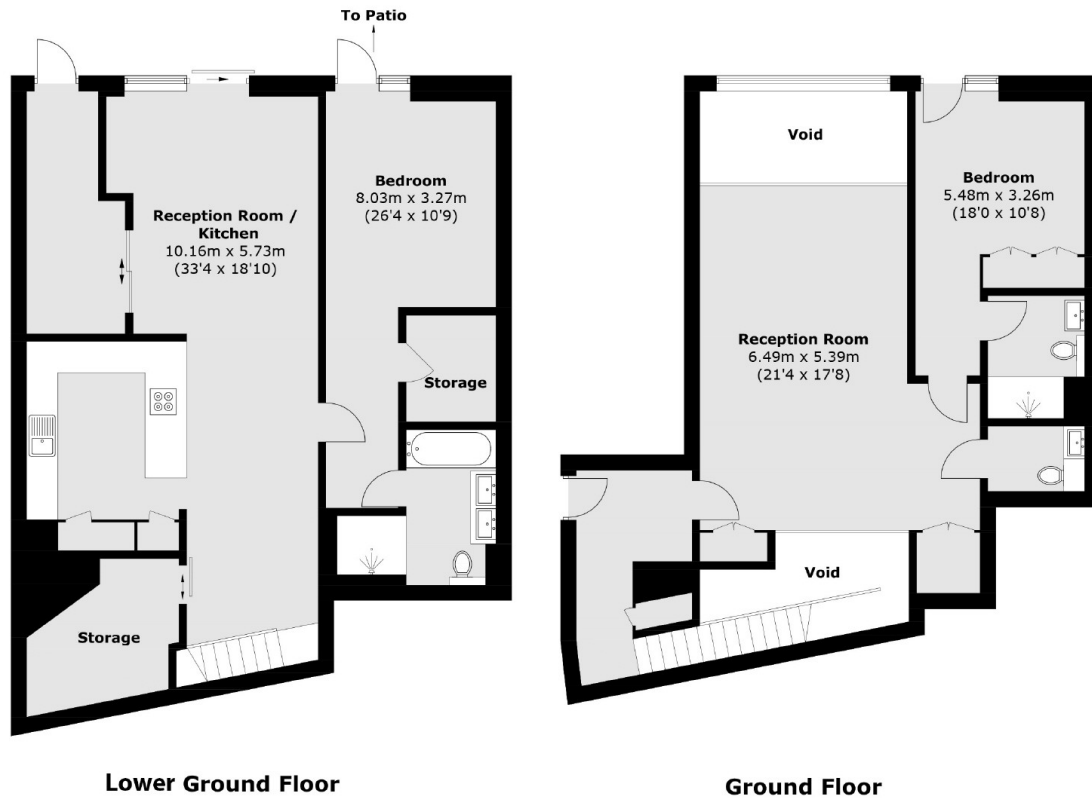 To Patio
Reception Room /
Kitchen
10.16m x 5.73m
(33'4 x 18'10)
Bedroom
8.03m x 3.27m
(26'4 x 10'9)
Storage
Storage
Lower Ground Floor
Void
Bedroom
5.48m x 3.26m
(18'0 x 10'8)
Reception Room
6.49m x 5.39m
(21'4 x 17'8)
Void
Ground Floor